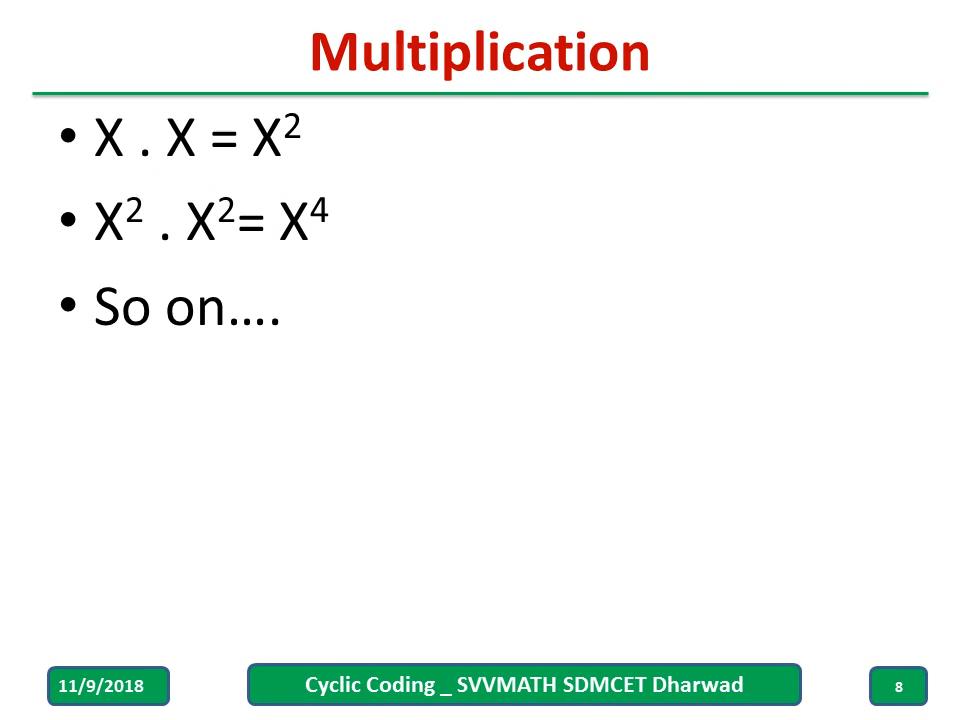 Multiplication
• X . X = X²
• X² . X²= X⁴
• So on….
11/9/2018
Cyclic Coding _ SVVMATH SDMCET Dharwad
8